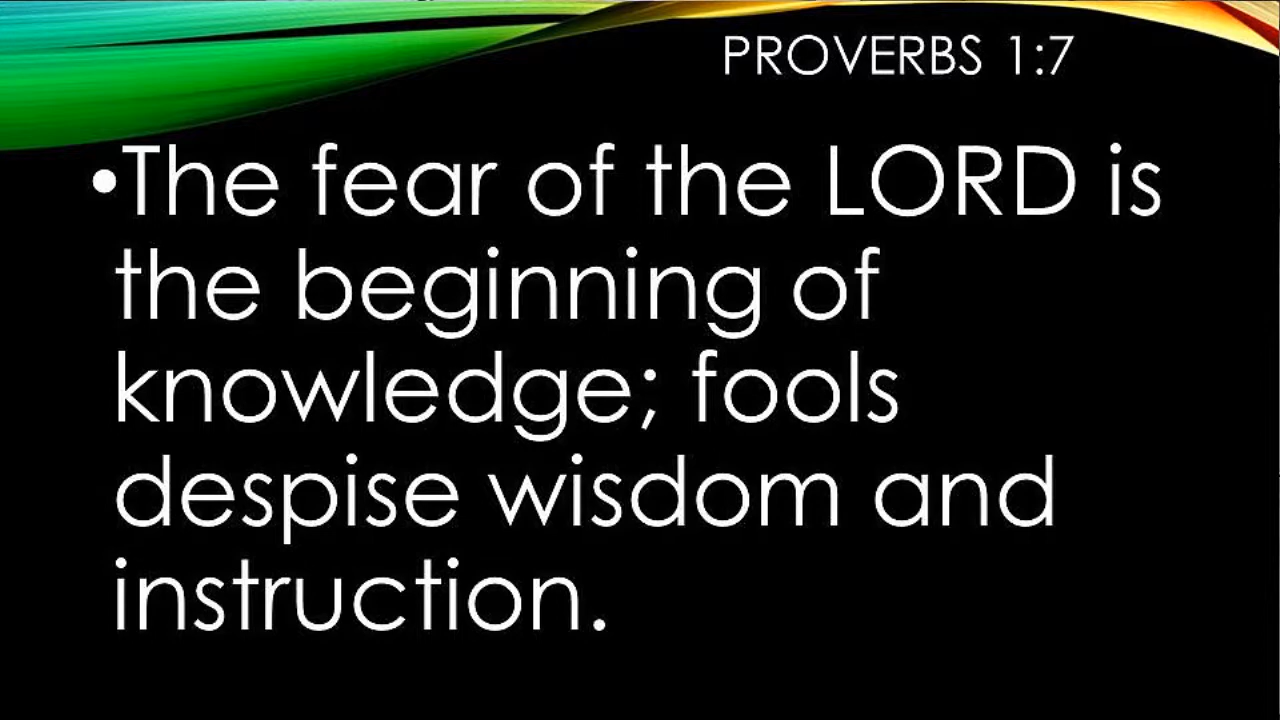 PROVERBS 1:7
•The fear of the LORD is
the beginning of
knowledge; fools
despise wisdom and
instruction.